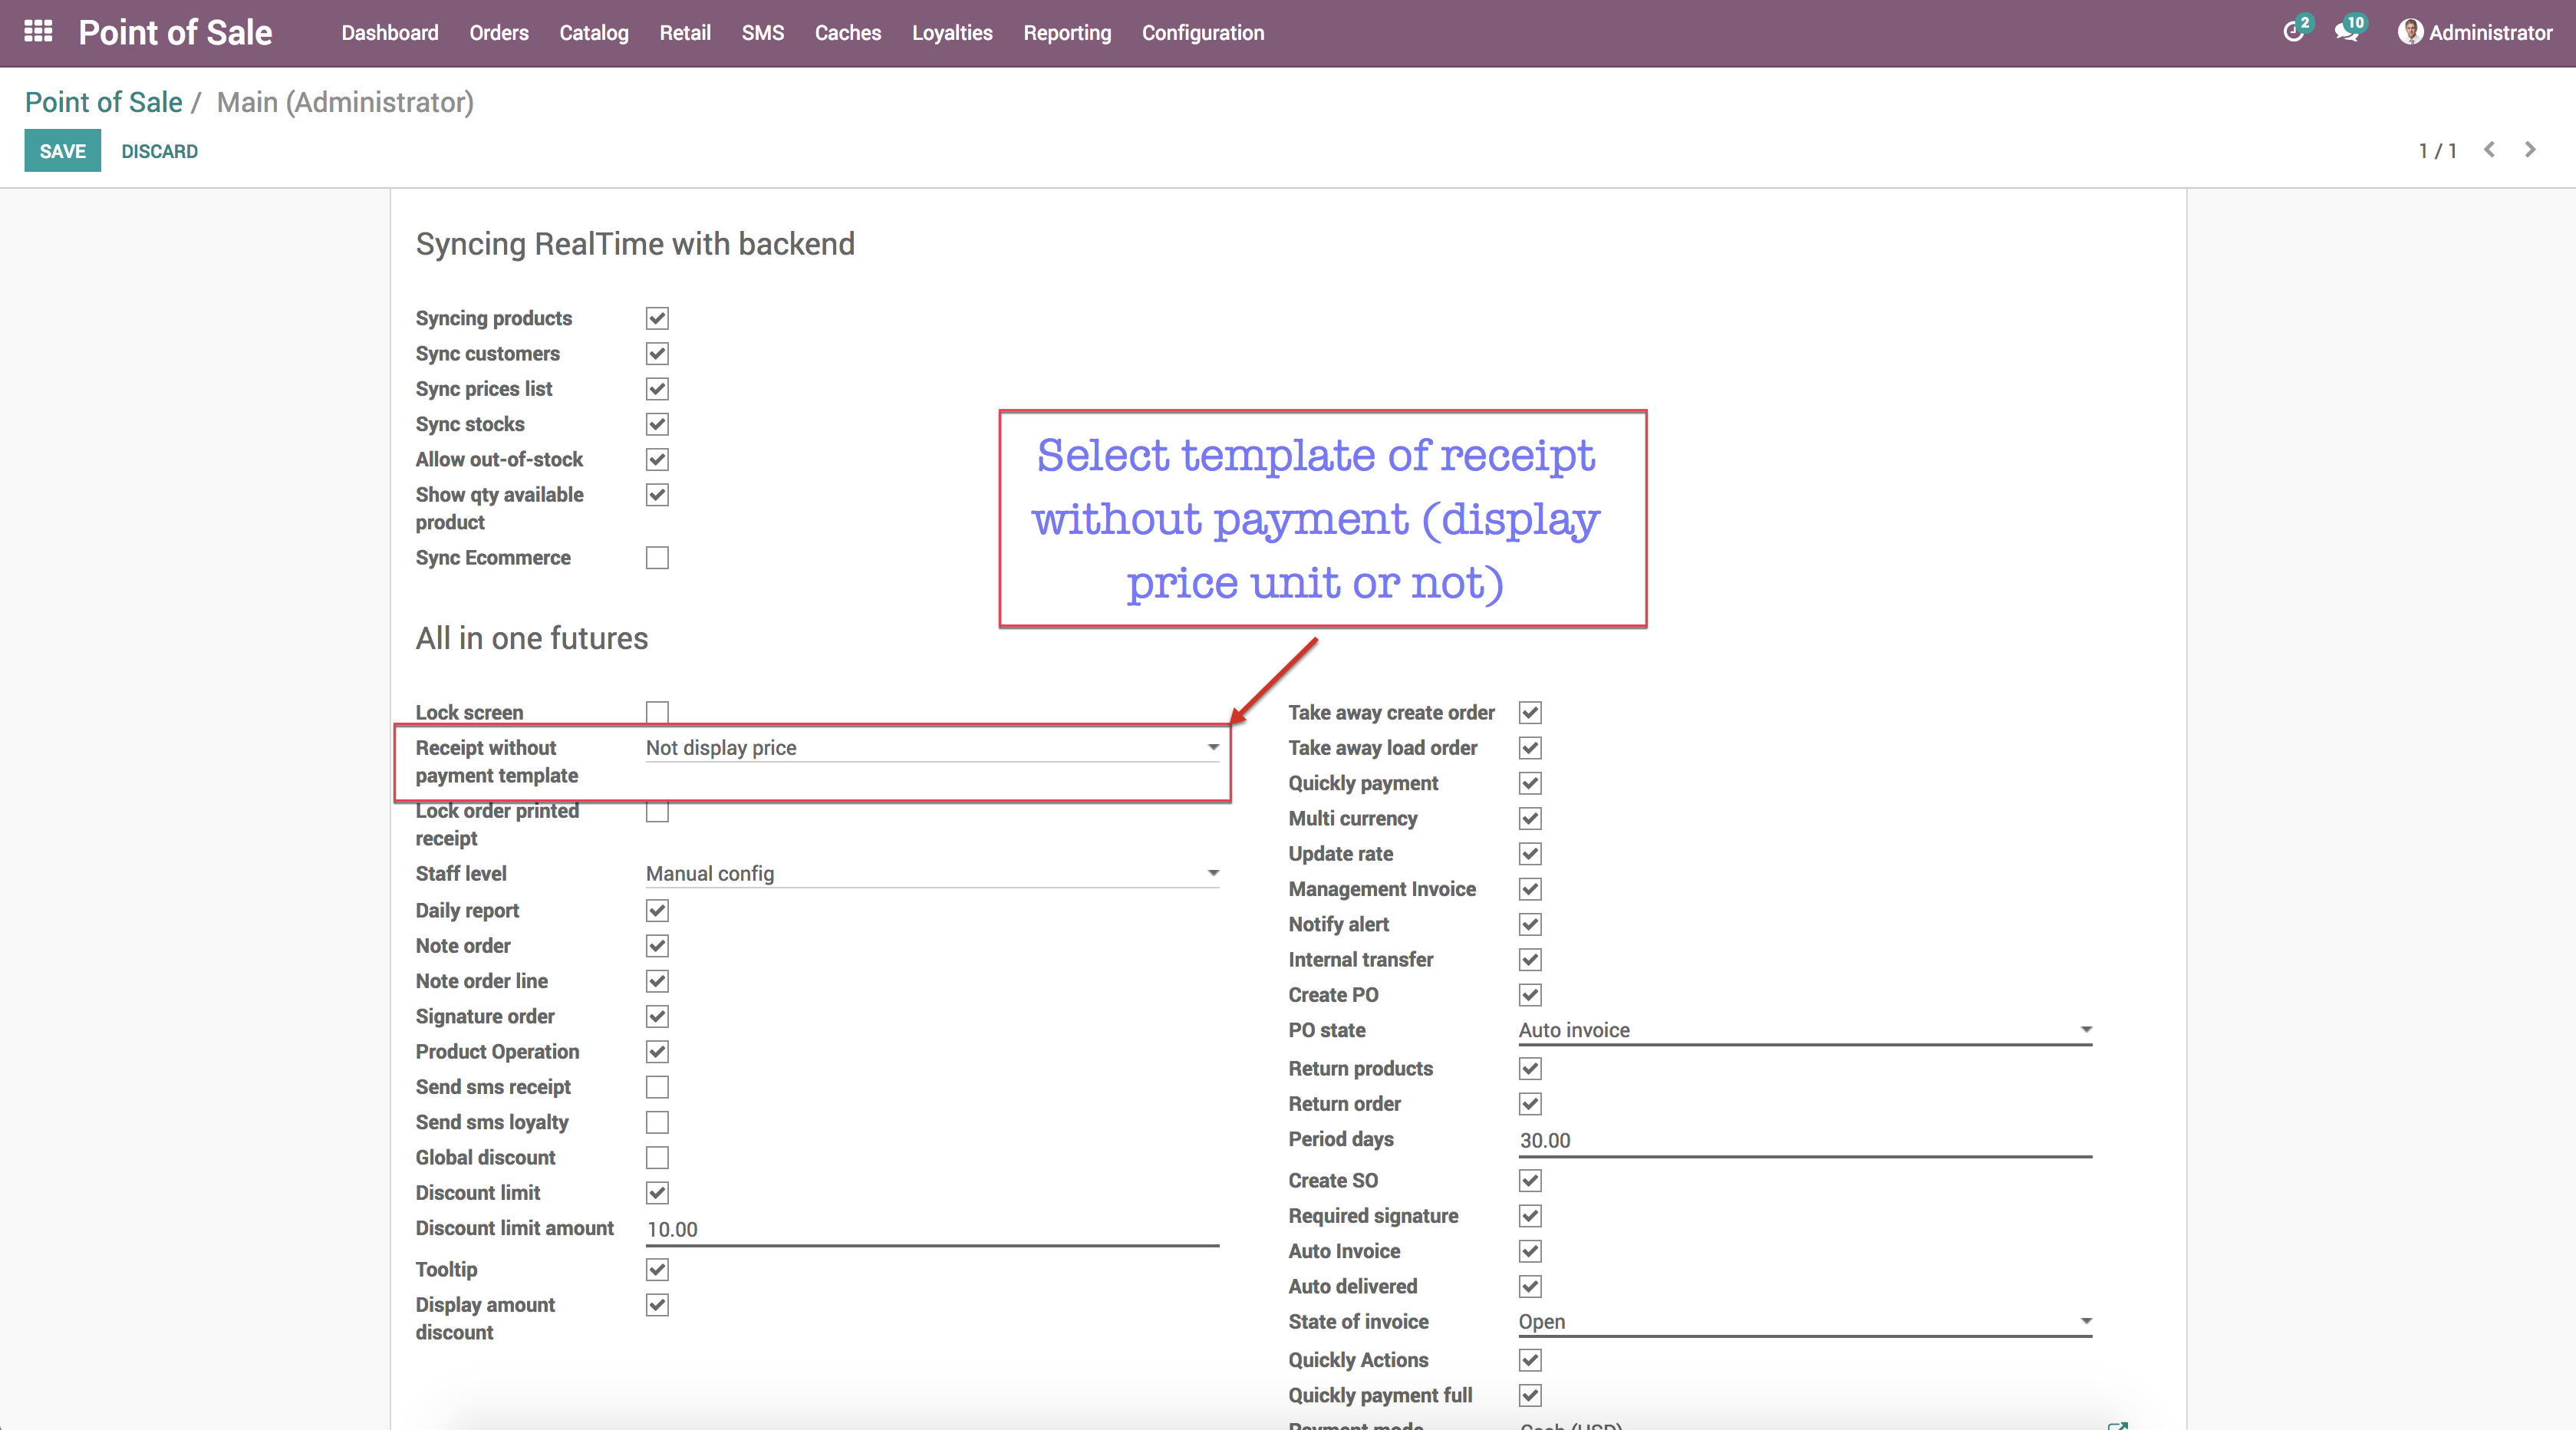 Point of Sale Dashboard Orders Catalog Retail SMS Caches Loyalties Reporting Configuration 2 10 Administrator
Point of Sale / Main (Administrator)
SAVE DISCARD 1 / 1
Syncing RealTime with backend
Syncing products
Sync customers
Sync prices list
Sync stocks
Allow out-of-stock
Show qty available
product
Sync Ecommerce
Select template of receipt
without payment (display
price unit or not)
All in one futures
Lock screen
Receipt without
payment template
Not display price
Lock order printed
receipt
Staff level Manual config
Daily report
Note order
Note order line
Signature order
Product Operation
Send sms receipt
Send sms loyalty
Global discount
Discount limit
Discount limit amount 10.00
Tooltip
Display amount
discount
Take away create order
Take away load order
Quickly payment
Multi currency
Update rate
Management Invoice
Notify alert
Internal transfer
Create PO
PO state Auto invoice
Return products
Return order
Period days 30.00
Create SO
Required signature
Auto Invoice
Auto delivered
State of invoice Open
Quickly Actions
Quickly payment full
Payment mode Cash (USD)